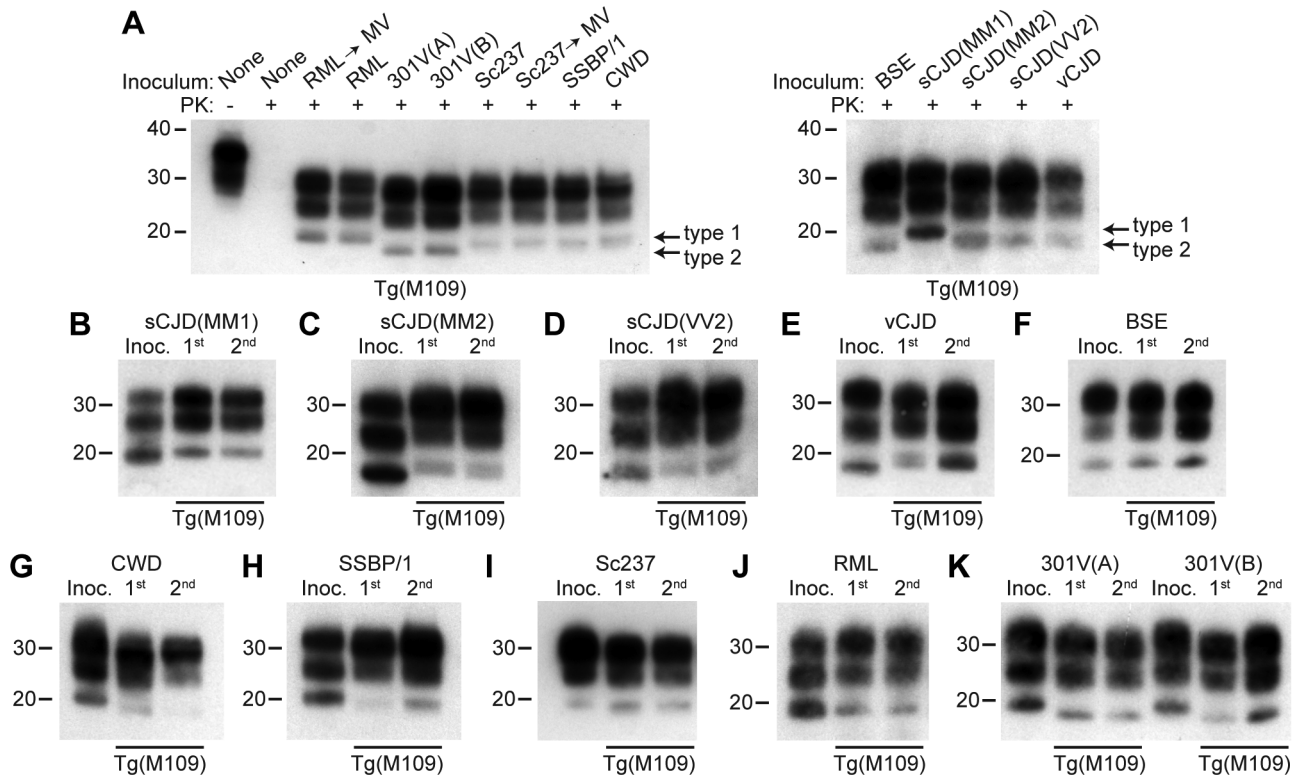 A
Inoculum: None None RML → MV RML 301V(A) 301V(B) Sc237 Sc237→ MV SSBP/1 CWD
PK: - + + + + + + + + +
40
30
20
type 1
type 2
Tg(M109)
Inoculum: BSE sCJD(MM1) sCJD(MM2) sCJD(VV2) vCJD
PK: + + + + +
40
30
20
type 1
type 2
Tg(M109)
B
sCJD(MM1)
Inoc. 1st 2nd
30
20
Tg(M109)
C
sCJD(MM2)
Inoc. 1st 2nd
30
20
Tg(M109)
D
sCJD(VV2)
Inoc. 1st 2nd
30
20
Tg(M109)
E
vCJD
Inoc. 1st 2nd
30
20
Tg(M109)
F
BSE
Inoc. 1st 2nd
30
20
Tg(M109)
G
CWD
Inoc. 1st 2nd
30
20
Tg(M109)
H
SSBP/1
Inoc. 1st 2nd
30
20
Tg(M109)
I
Sc237
Inoc. 1st 2nd
30
20
Tg(M109)
J
RML
Inoc. 1st 2nd
30
20
Tg(M109)
K
301V(A) 301V(B)
Inoc. 1st 2nd Inoc. 1st 2nd
30
20
Tg(M109) Tg(M109)